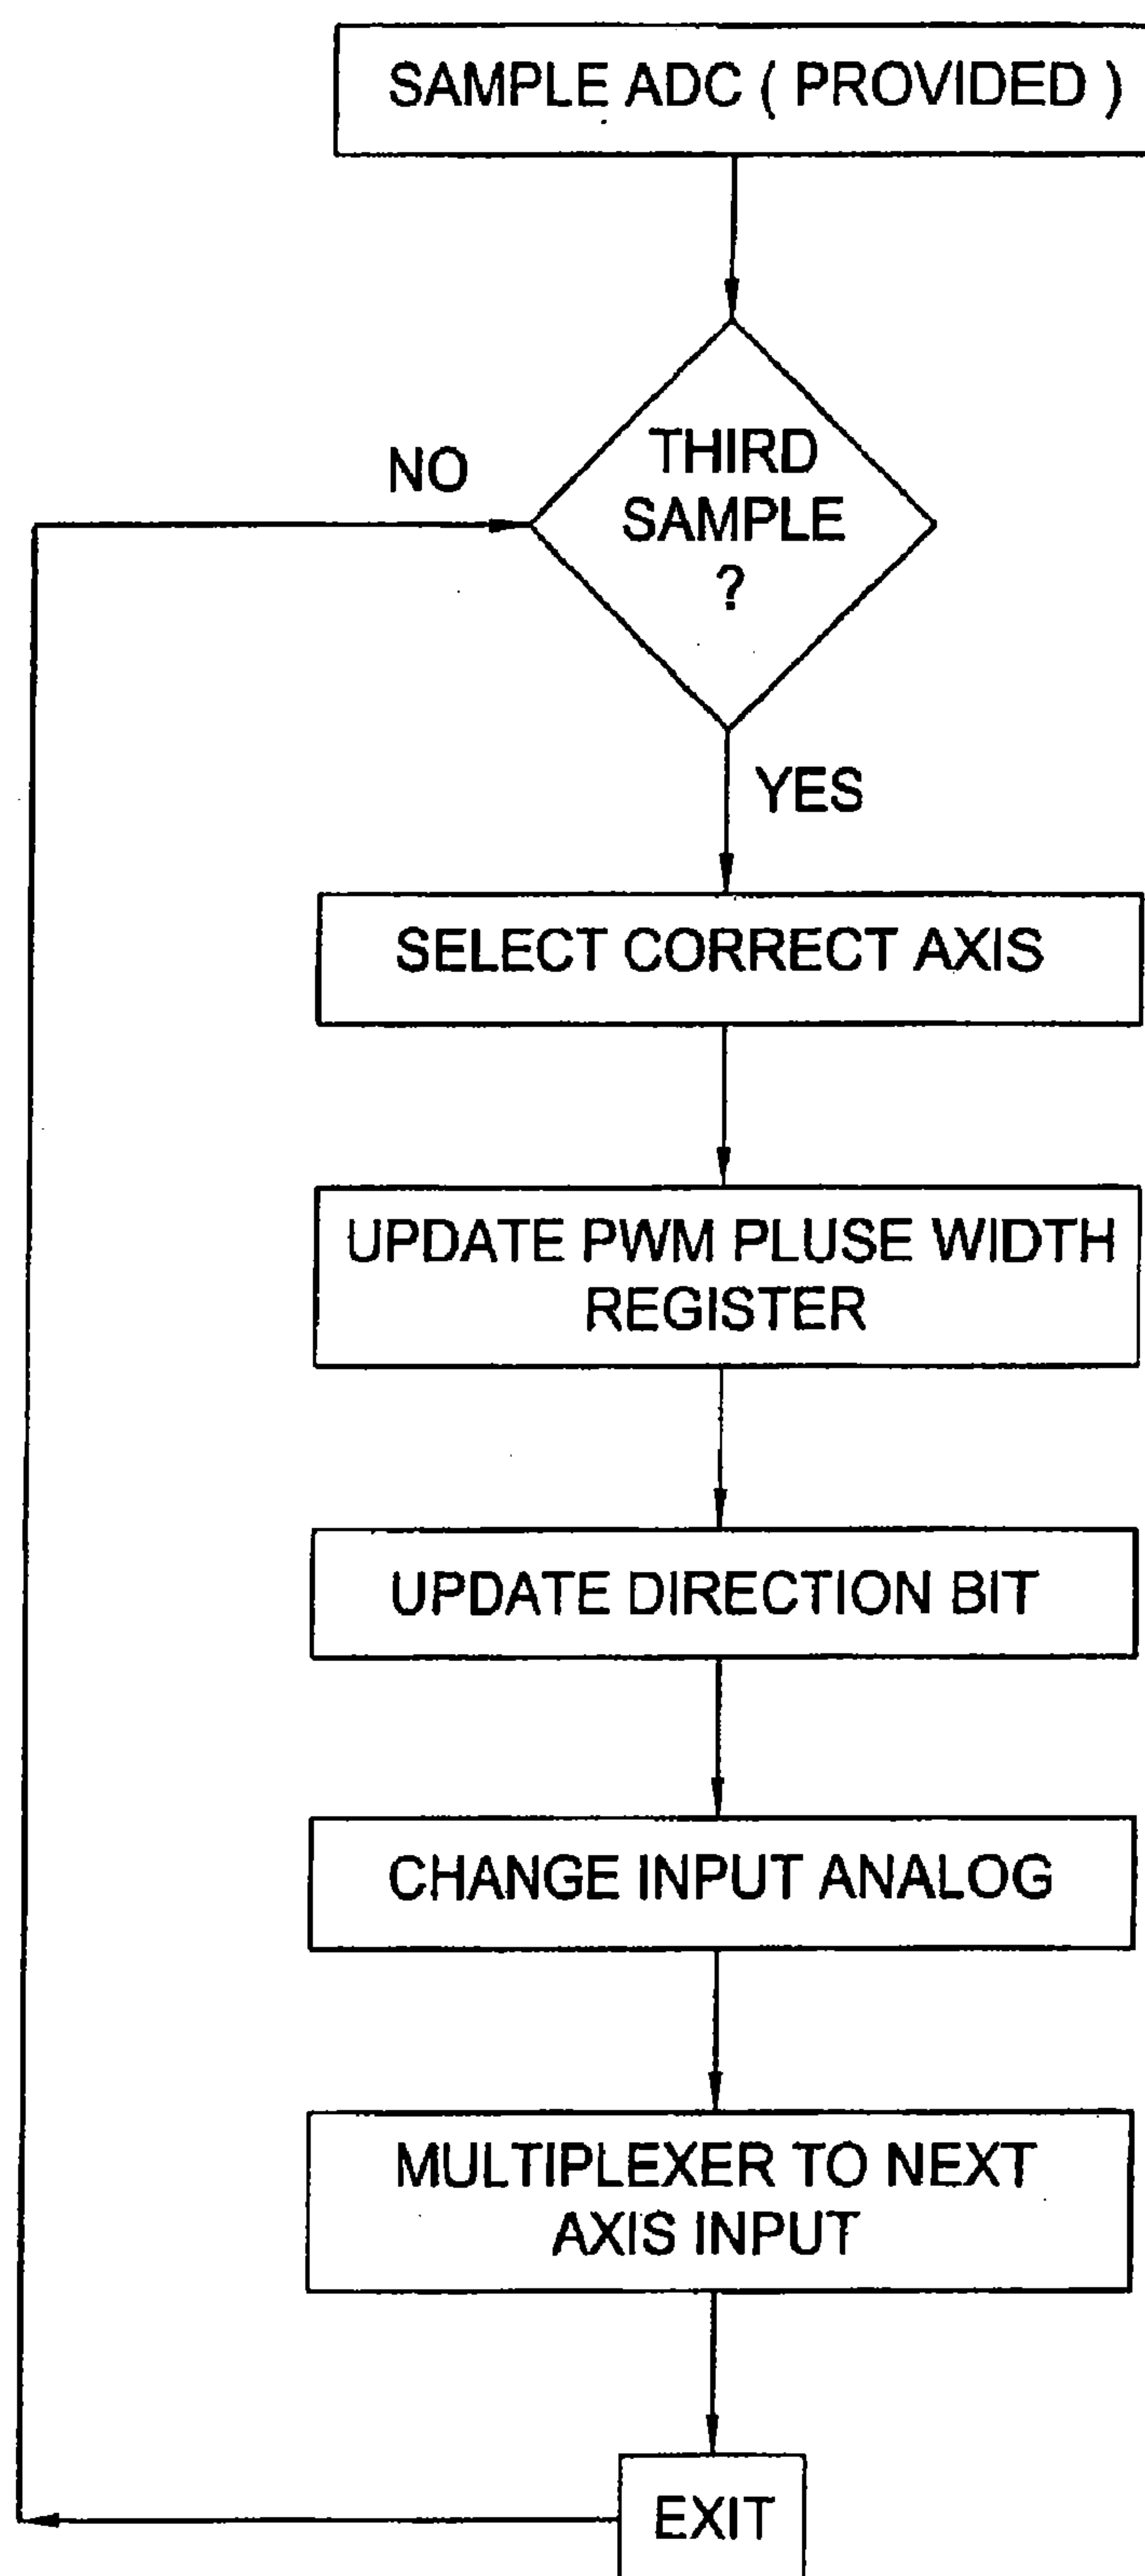 SAMPLE ADC ( PROVIDED )
NO
THIRD
SAMPLE
?
YES
SELECT CORRECT AXIS
UPDATE PWM PLUSE WIDTH
REGISTER
UPDATE DIRECTION BIT
CHANGE INPUT ANALOG
MULTIPLEXER TO NEXT
AXIS INPUT
EXIT